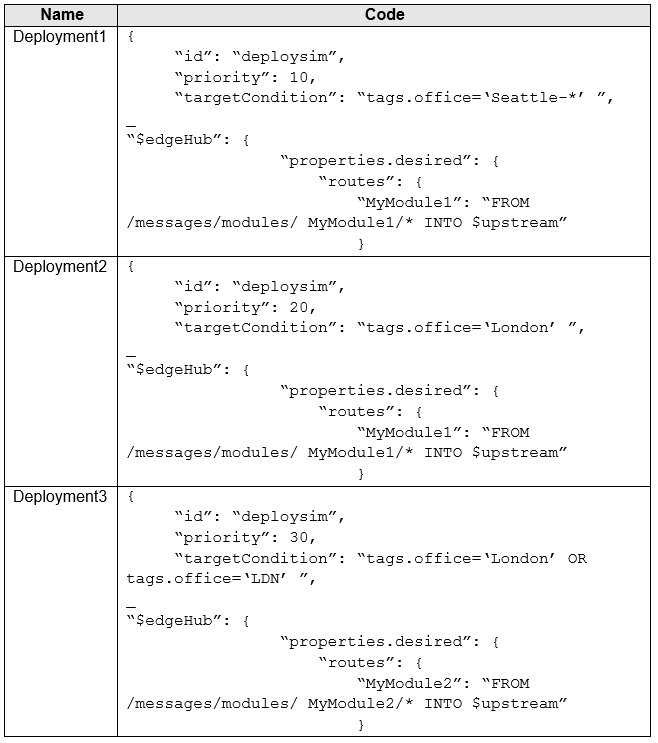 Name Code
Deployment1 {
“id”: “deploysim”,
“priority”: 10,
“targetCondition”: “tags.office=‘Seattle-*’ ”,
_
“$edgeHub”: {
“properties.desired”: {
“routes”: {
“MyModule1”: “FROM
/messages/modules/ MyModule1/* INTO $upstream”
}
Deployment2 {
“id”: “deploysim”,
“priority”: 20,
“targetCondition”: “tags.office=‘London’ ”,
_
“$edgeHub”: {
“properties.desired”: {
“routes”: {
“MyModule1”: “FROM
/messages/modules/ MyModule1/* INTO $upstream”
}
Deployment3 {
“id”: “deploysim”,
“priority”: 30,
“targetCondition”: “tags.office=‘London’ OR
tags.office=‘LDN’ ”,
_
“$edgeHub”: {
“properties.desired”: {
“routes”: {
“MyModule2”: “FROM
/messages/modules/ MyModule2/* INTO $upstream”
}